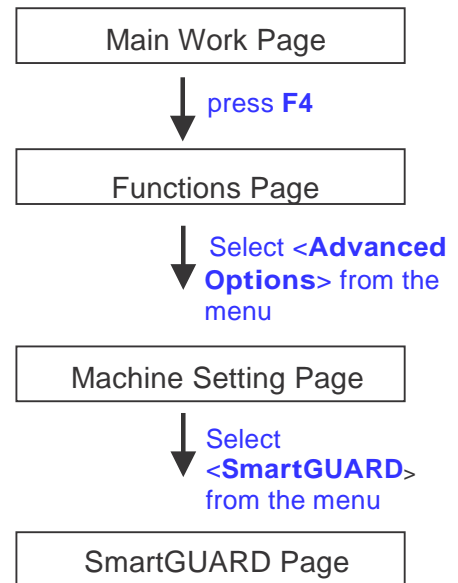 Main Work Page
press F4
Functions Page
Select <Advanced
Options> from the
menu
Machine Setting Page
Select
<SmartGUARD>
from the menu
SmartGUARD Page